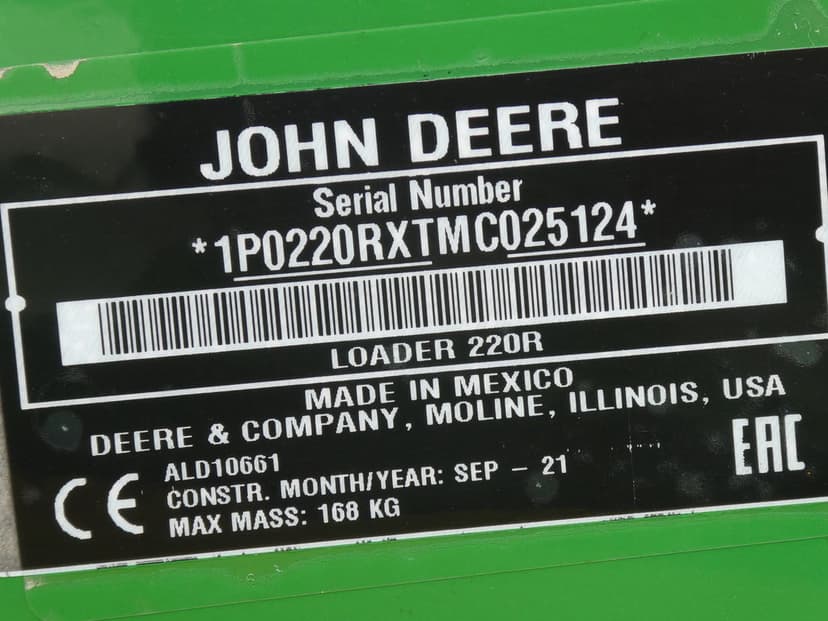 JOHN DEERE
Serial Number
*1P0220RXTMC025124*
LOADER 220R
MADE IN MEXICO
DEERE & COMPANY, MOLINE, ILLINOIS, USA
ALD10661
CONSTR. MONTH/YEAR: SEP - 21
MAX MASS: 168 KG
CE
EAC